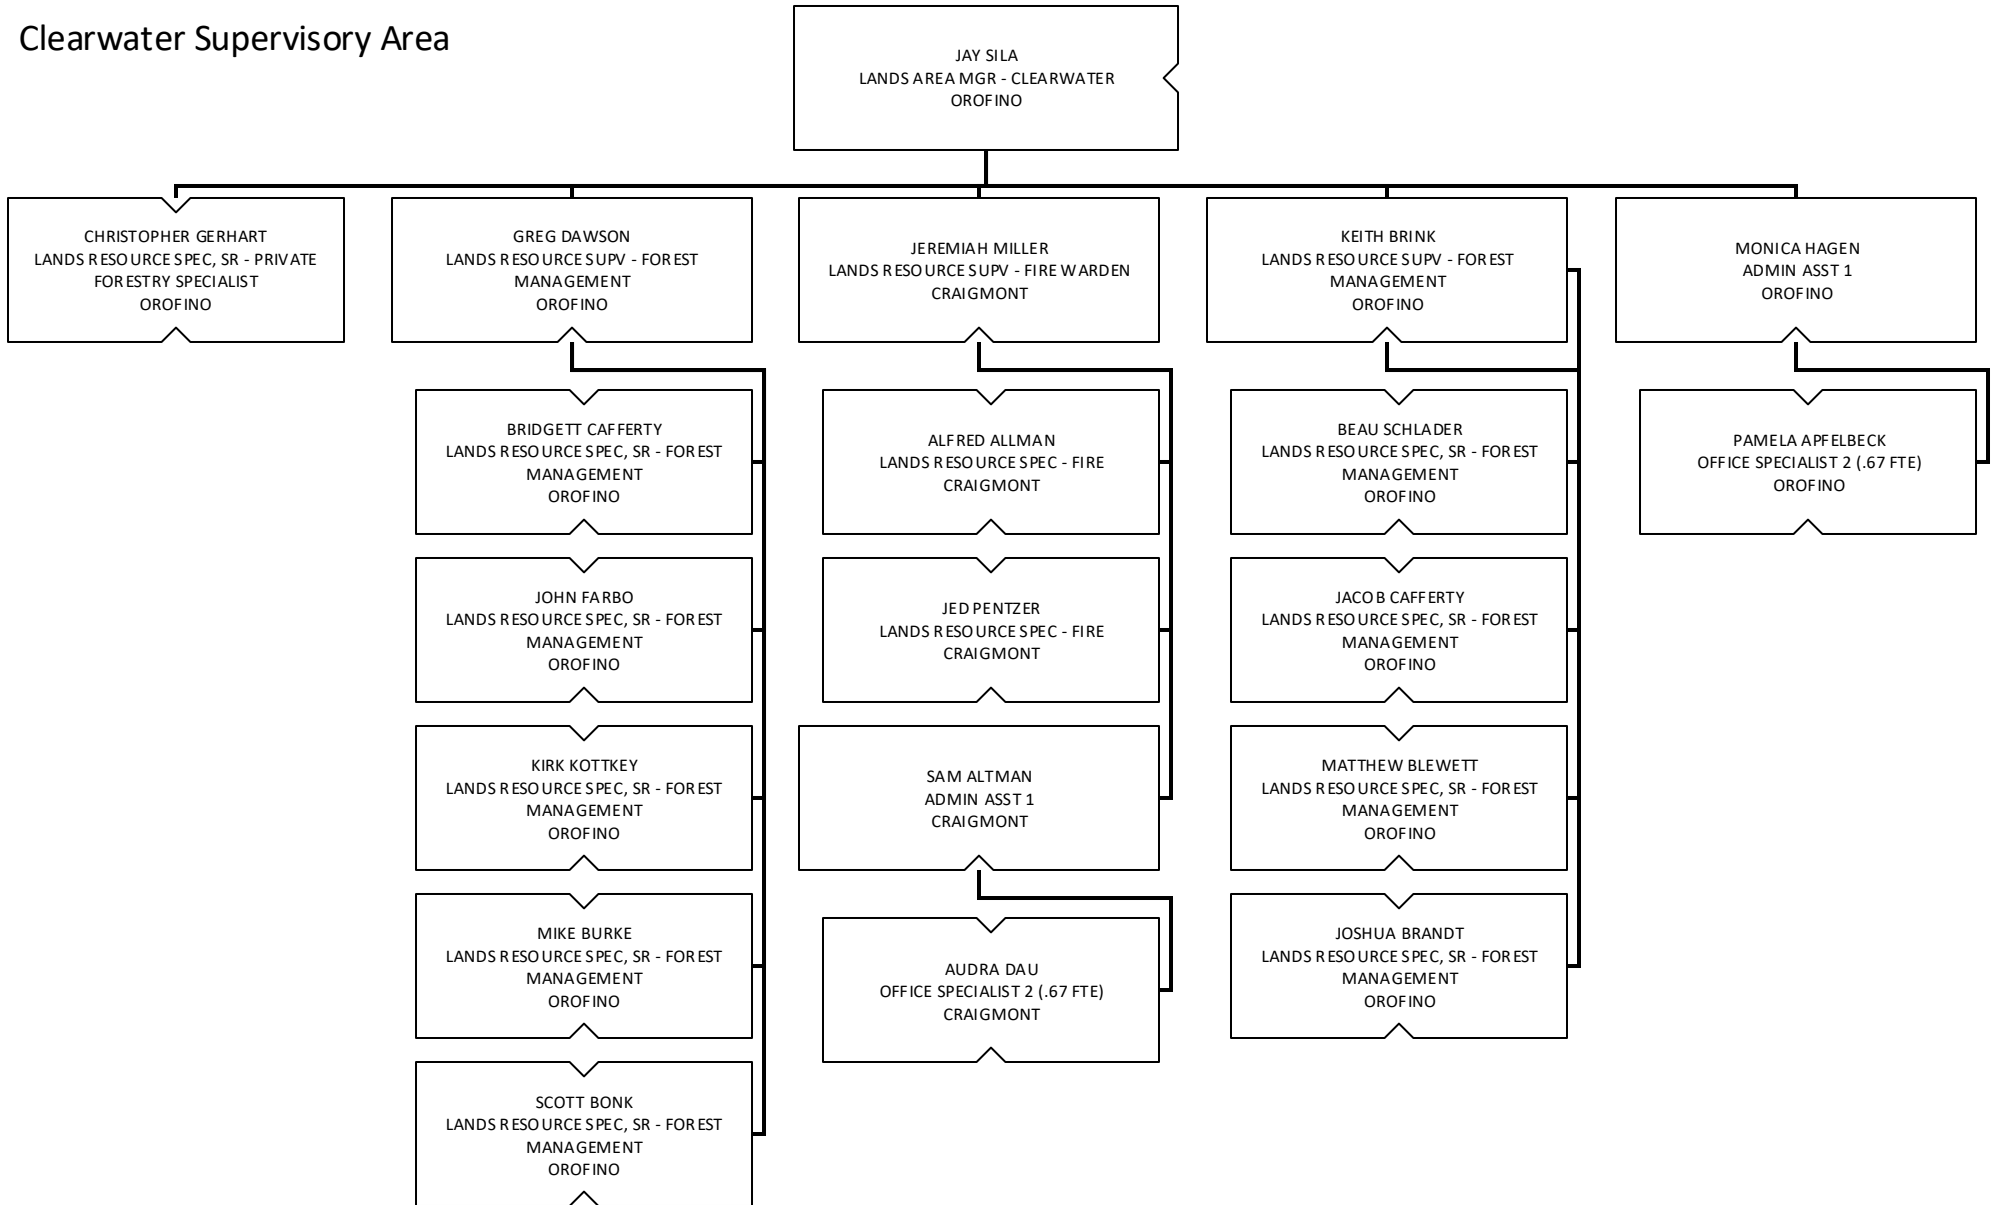 Clearwater Supervisory Area
JAY SILA
LANDS AREA MGR - CLEARWATER
OROFINO
CHRISTOPHER GERHART
LANDS RESOURCE SPEC, SR - PRIVATE
FORESTRY SPECIALIST
OROFINO
GREG DAWSON
LANDS RESOURCE SUPV - FOREST
MANAGEMENT
OROFINO
JEREMIAH MILLER
LANDS RESOURCE SUPV - FIRE WARDEN
CRAIGMONT
KEITH BRINK
LANDS RESOURCE SUPV - FOREST
MANAGEMENT
OROFINO
MONICA HAGEN
ADMIN ASST 1
OROFINO
BRIDGETT CAFFERTY
LANDS RESOURCE SPEC, SR - FOREST
MANAGEMENT
OROFINO
JOHN FARBO
LANDS RESOURCE SPEC, SR - FOREST
MANAGEMENT
OROFINO
KIRK KOTTKEY
LANDS RESOURCE SPEC, SR - FOREST
MANAGEMENT
OROFINO
MIKE BURKE
LANDS RESOURCE SPEC, SR - FOREST
MANAGEMENT
OROFINO
SCOTT BONK
LANDS RESOURCE SPEC, SR - FOREST
MANAGEMENT
OROFINO
ALFRED ALLMAN
LANDS RESOURCE SPEC - FIRE
CRAIGMONT
JED PENTZER
LANDS RESOURCE SPEC - FIRE
CRAIGMONT
SAM ALTMAN
ADMIN ASST 1
CRAIGMONT
AUDRA DAU
OFFICE SPECIALIST 2 (.67 FTE)
CRAIGMONT
BEAU SCHLADER
LANDS RESOURCE SPEC, SR - FOREST
MANAGEMENT
OROFINO
JACOB CAFFERTY
LANDS RESOURCE SPEC, SR - FOREST
MANAGEMENT
OROFINO
MATTHEW BLEWETT
LANDS RESOURCE SPEC, SR - FOREST
MANAGEMENT
OROFINO
JOSHUA BRANDT
LANDS RESOURCE SPEC, SR - FOREST
MANAGEMENT
OROFINO
PAMELA APFELBECK
OFFICE SPECIALIST 2 (.67 FTE)
OROFINO